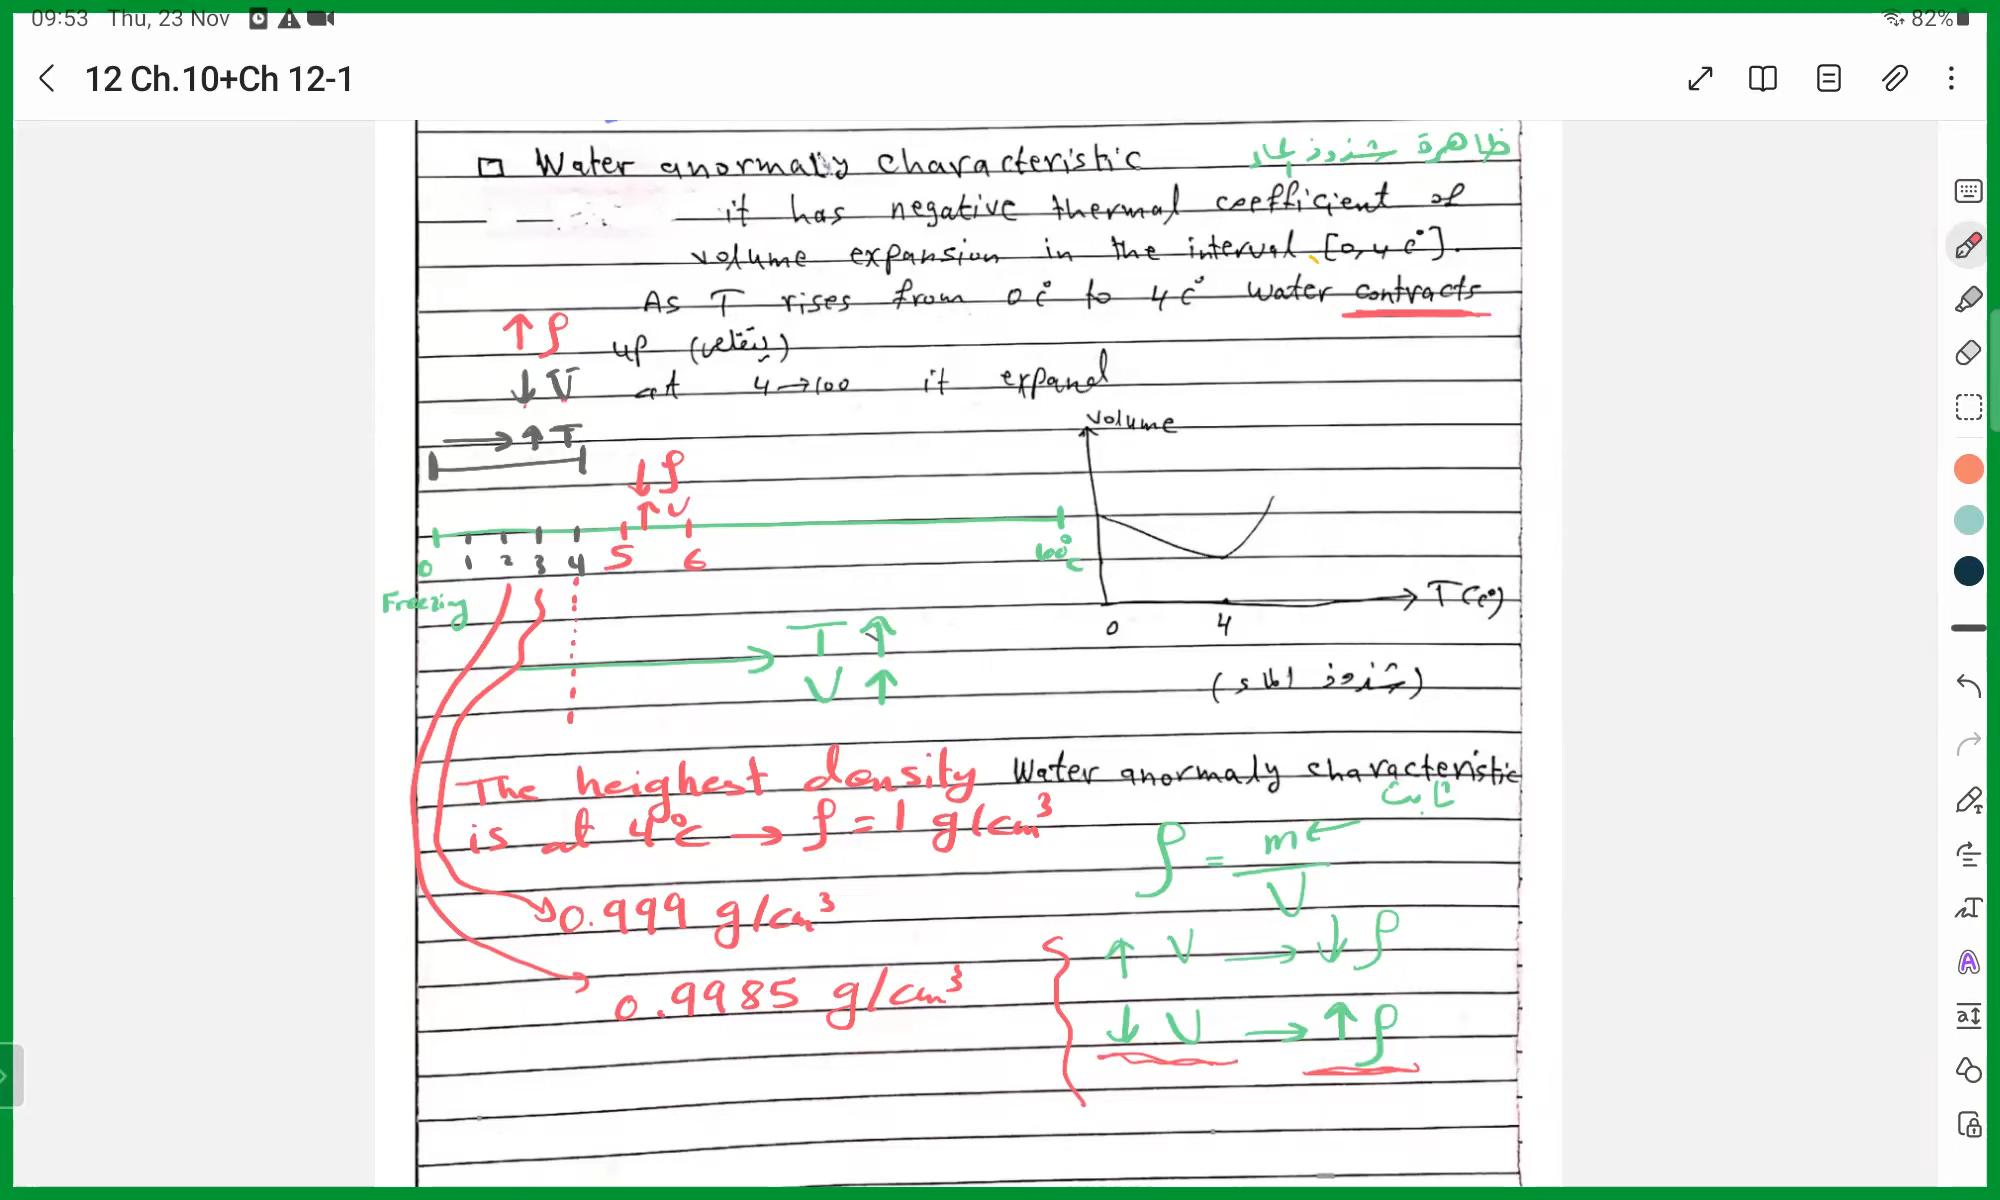 09:53 Thu, 23 Nov
82%
12 Ch.10+Ch 12-1
Water anormaly characteristic
ظاهرة شذوذ الماء
it has negative thermal coefficient of
volume expansion in the interval [0, 4 c°].
As T rises from 0 c° to 4 c° water contracts
up (يتقلص)
at 4→100 it expand
↑ ρ
↓ V
→ ↑ T
↓ ρ
↑ V
0 1 2 3 4 5 6 100°c
Freezing
Volume
T(c°)
0 4
(شذوذ الماء)
T ↑
V ↑
The heighest density
is at 4°c → ρ = 1 g/cm³
0.999 g/cm³
0.9985 g/cm³
Water anormaly characteristic
ثابت
ρ = m ←
V
↑ V → ↓ ρ
↓ V → ↑ ρ